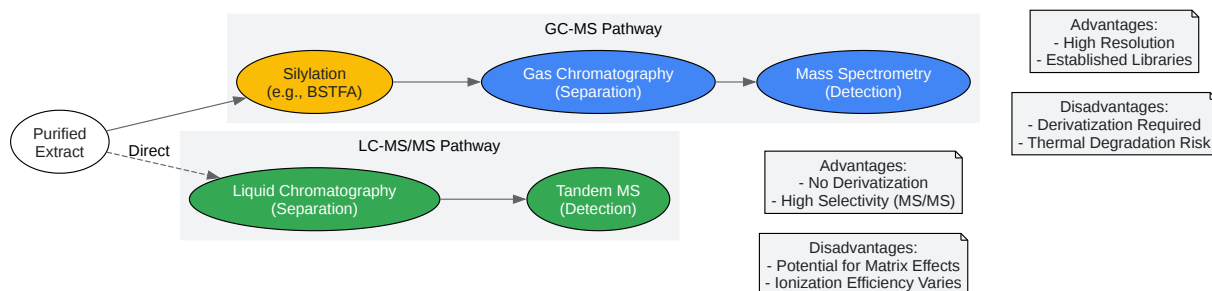 GC-MS Pathway
Silylation
(e.g., BSTFA)
Gas Chromatography
(Separation)
Mass Spectrometry
(Detection)
Advantages:
- High Resolution
- Established Libraries
Disadvantages:
- Derivatization Required
- Thermal Degradation Risk
Purified
Extract
Direct
LC-MS/MS Pathway
Liquid Chromatography
(Separation)
Tandem MS
(Detection)
Advantages:
- No Derivatization
- High Selectivity (MS/MS)
Disadvantages:
- Potential for Matrix Effects
- Ionization Efficiency Varies